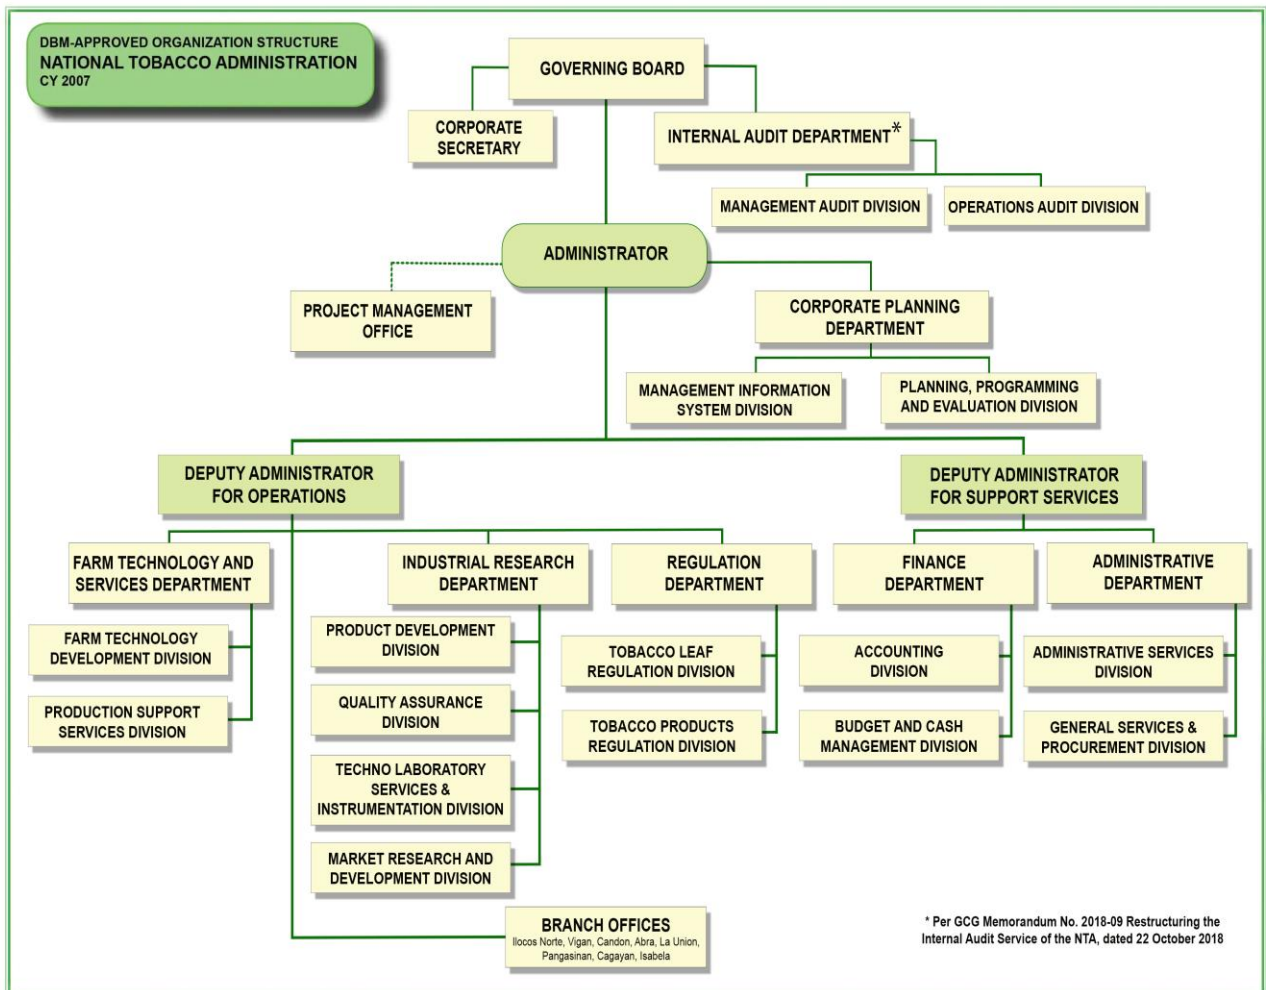 DBM-APPROVED ORGANIZATION STRUCTURE
NATIONAL TOBACCO ADMINISTRATION
CY 2007
GOVERNING BOARD
CORPORATE
SECRETARY
INTERNAL AUDIT DEPARTMENT*
MANAGEMENT AUDIT DIVISION
OPERATIONS AUDIT DIVISION
ADMINISTRATOR
PROJECT MANAGEMENT
OFFICE
CORPORATE PLANNING
DEPARTMENT
MANAGEMENT INFORMATION
SYSTEM DIVISION
PLANNING, PROGRAMMING
AND EVALUATION DIVISION
DEPUTY ADMINISTRATOR
FOR OPERATIONS
DEPUTY ADMINISTRATOR
FOR SUPPORT SERVICES
FARM TECHNOLOGY AND
SERVICES DEPARTMENT
FARM TECHNOLOGY
DEVELOPMENT DIVISION
PRODUCTION SUPPORT
SERVICES DIVISION
INDUSTRIAL RESEARCH
DEPARTMENT
PRODUCT DEVELOPMENT
DIVISION
QUALITY ASSURANCE
DIVISION
TECHNO LABORATORY
SERVICES &
INSTRUMENTATION DIVISION
MARKET RESEARCH AND
DEVELOPMENT DIVISION
REGULATION
DEPARTMENT
TOBACCO LEAF
REGULATION DIVISION
TOBACCO PRODUCTS
REGULATION DIVISION
FINANCE
DEPARTMENT
ACCOUNTING
DIVISION
BUDGET AND CASH
MANAGEMENT DIVISION
ADMINISTRATIVE
DEPARTMENT
ADMINISTRATIVE SERVICES
DIVISION
GENERAL SERVICES &
PROCUREMENT DIVISION
BRANCH OFFICES
Ilocos Norte, Vigan, Candon, Abra, La Union,
Pangasinan, Cagayan, Isabela
* Per GCG Memorandum No. 2018-09 Restructuring the
Internal Audit Service of the NTA, dated 22 October 2018